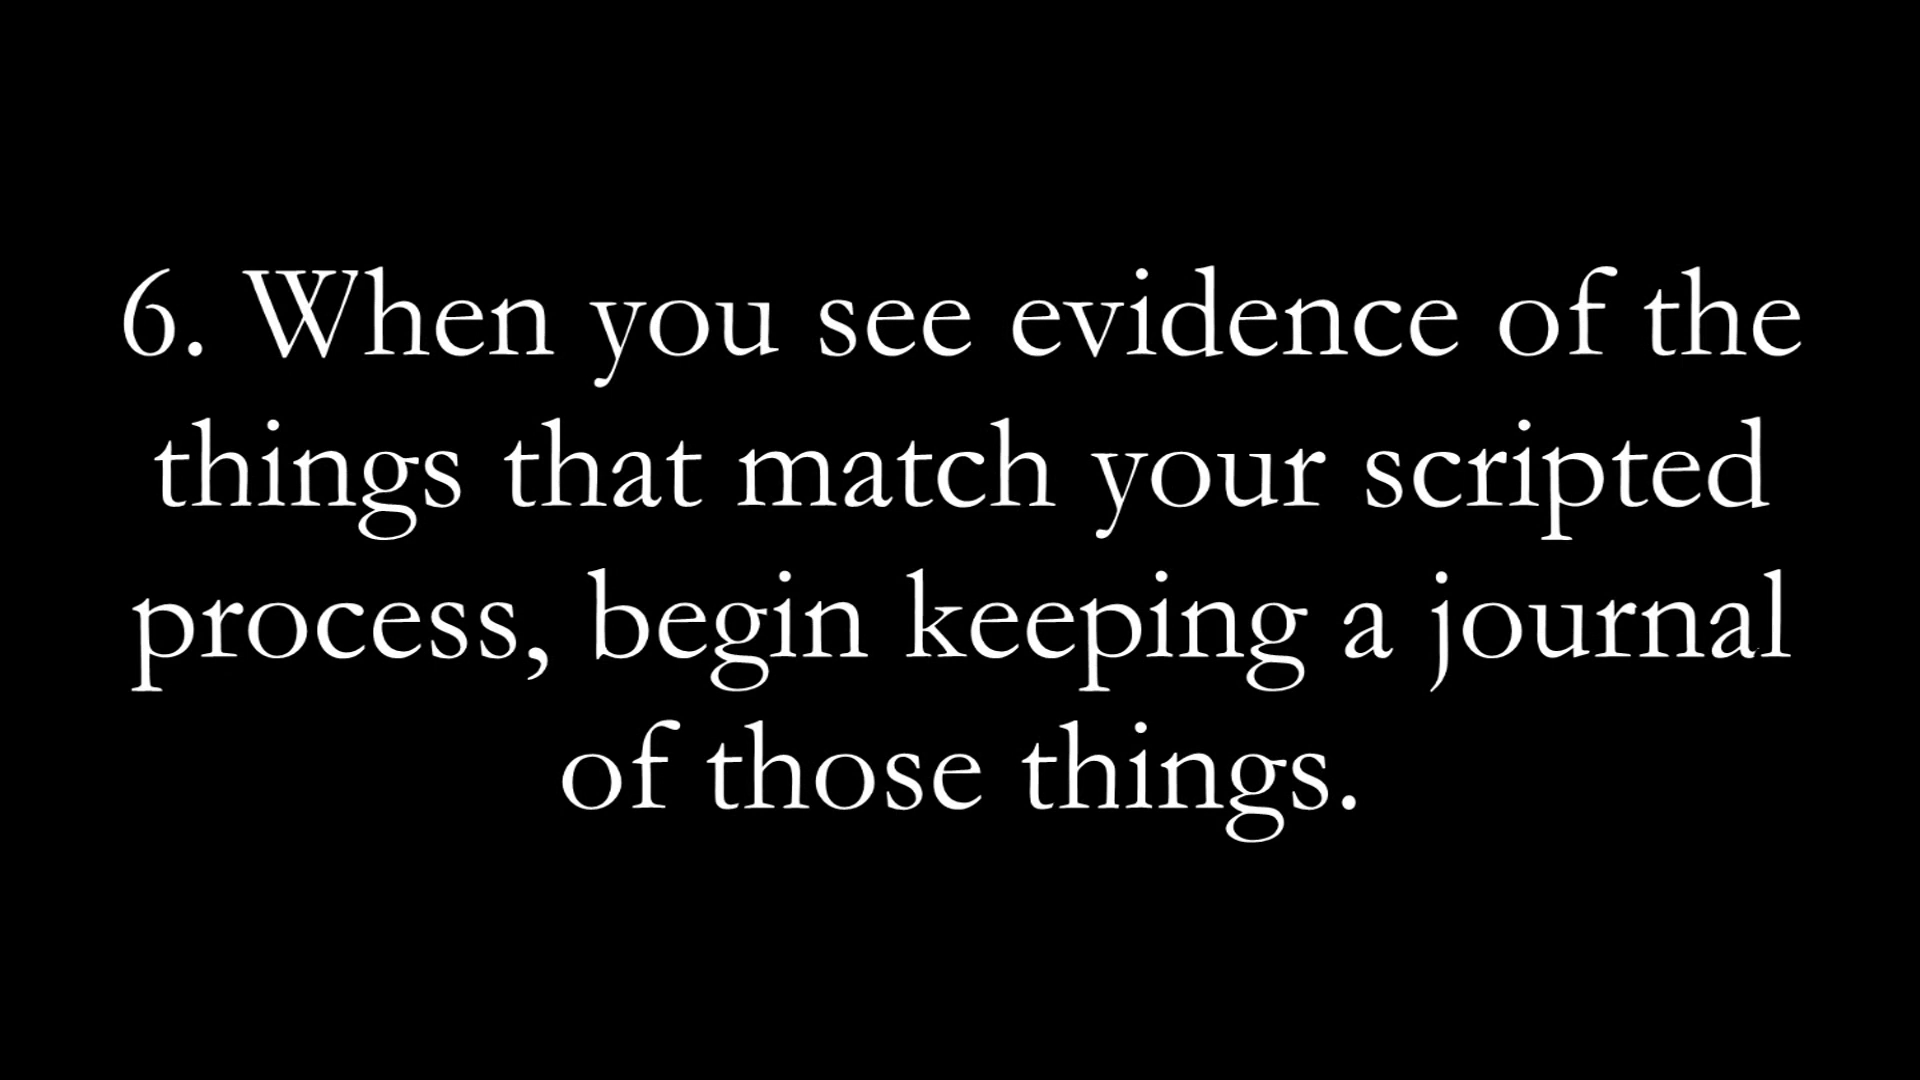 6. When you see evidence of the
things that match your scripted
process, begin keeping a journal
of those things.